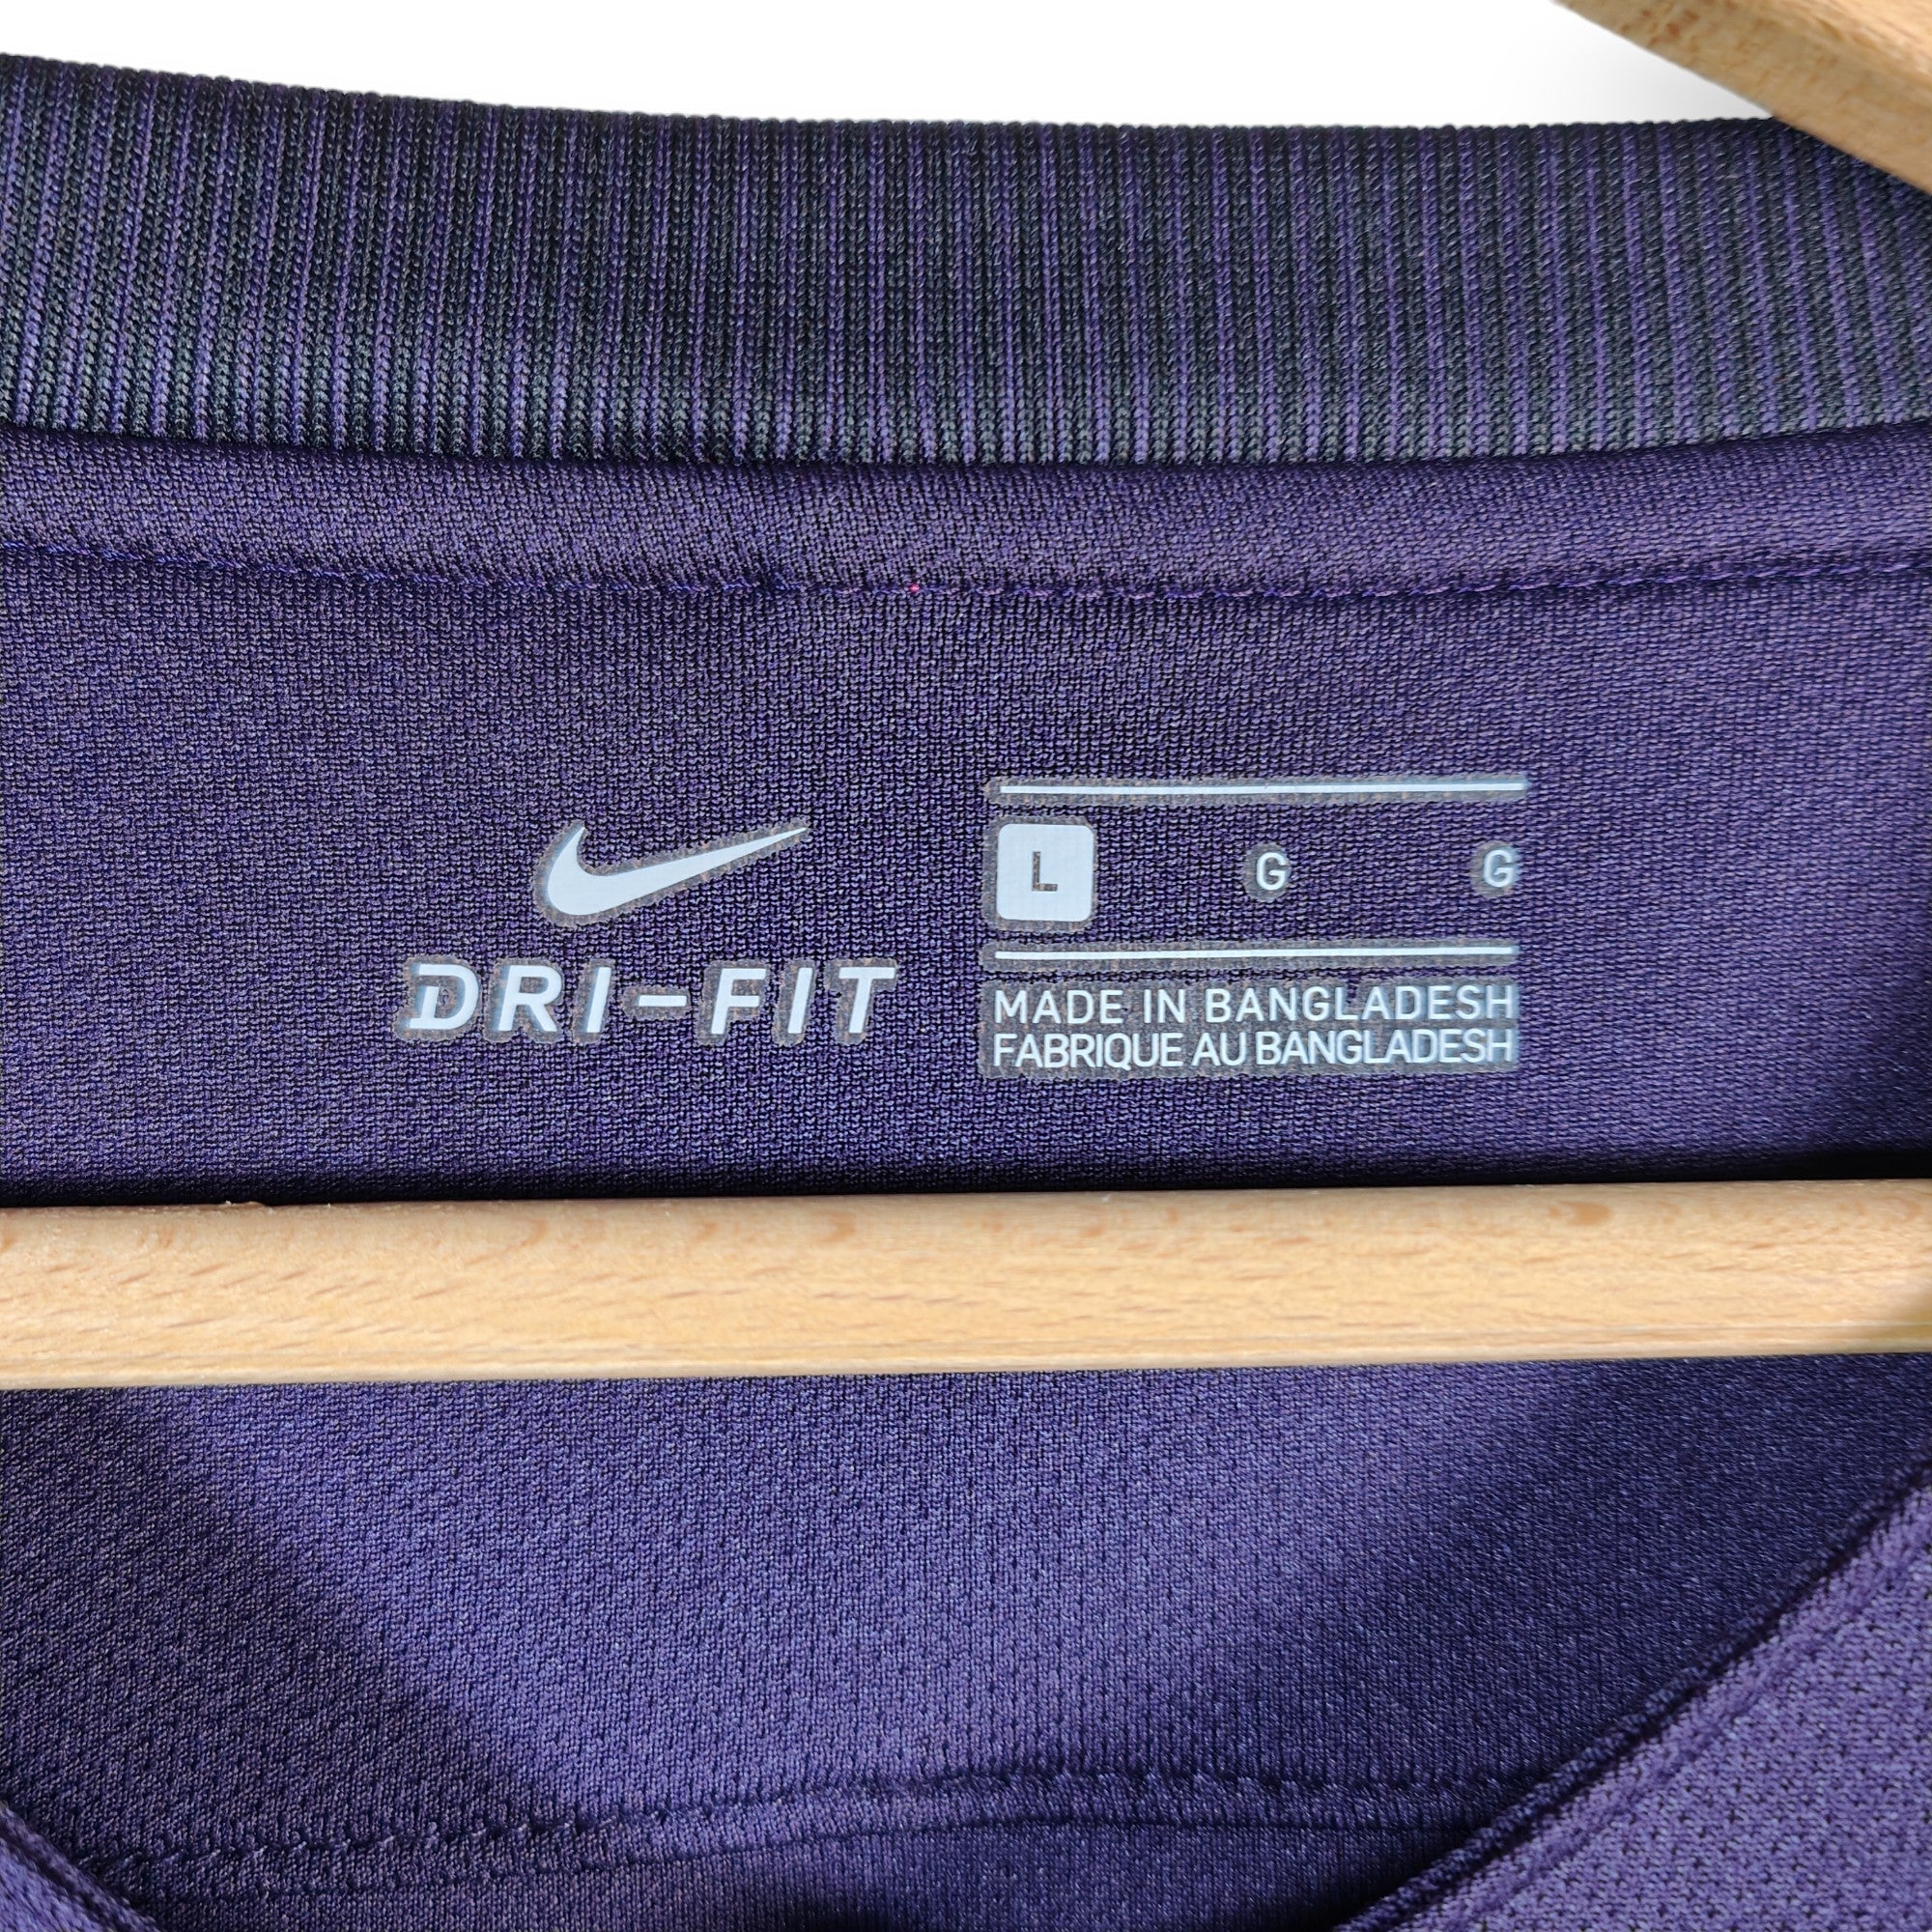 DRI-FIT
L G G
MADE IN BANGLADESH
FABRIQUE AU BANGLADESH